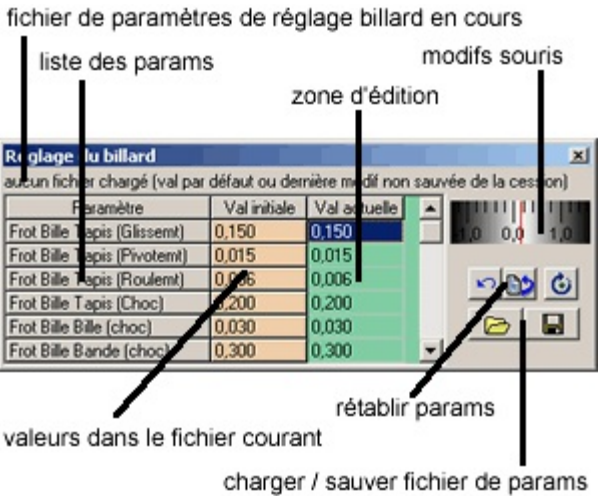 fichier de paramètres de réglage billard en cours
liste des params
modifs souris
zone d'édition
Réglage du billard
aucun fichier chargé (val par défaut ou dernière modif non sauvée de la cession)
Paramètre Val initiale Val actuelle
Frot Bille Tapis (Glissemt) 0,150 0,150
Frot Bille Tapis (Pivotemt) 0,015 0,015
Frot Bille Tapis (Roulemt) 0,006 0,006
Frot Bille Tapis (Choc) 0,200 0,200
Frot Bille Bille (choc) 0,030 0,030
Frot Bille Bande (choc) 0,300 0,300
-1,0 0,0 1,0
rétablir params
valeurs dans le fichier courant
charger / sauver fichier de params